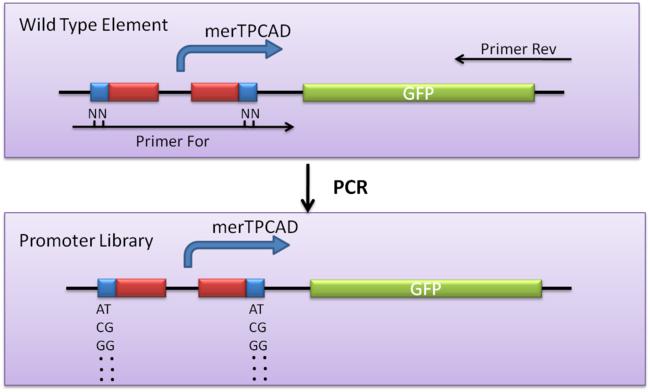 Wild Type Element
merTPCAD
Primer Rev
GFP
NN NN
Primer For
PCR
Promoter Library
merTPCAD
GFP
AT AT
CG CG
GG GG